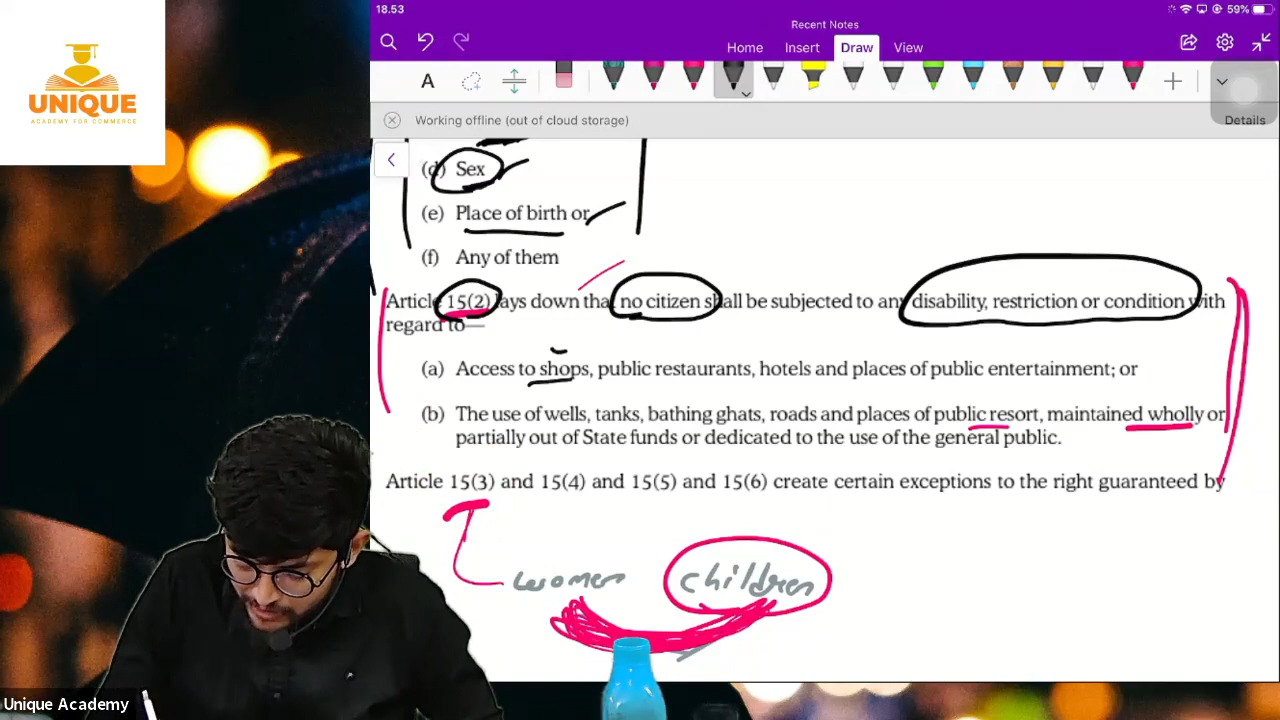 UNIQUE
ACADEMY FOR COMMERCE
18.53
59%
Recent Notes
Home Insert Draw View
A
Working offline (out of cloud storage)
Details
(d) Sex
(e) Place of birth or
(f) Any of them
Article 15(2) lays down that no citizen shall be subjected to any disability, restriction or condition with
regard to—
(a) Access to shops, public restaurants, hotels and places of public entertainment; or
(b) The use of wells, tanks, bathing ghats, roads and places of public resort, maintained wholly or
partially out of State funds or dedicated to the use of the general public.
Article 15(3) and 15(4) and 15(5) and 15(6) create certain exceptions to the right guaranteed by
women children
Unique Academy